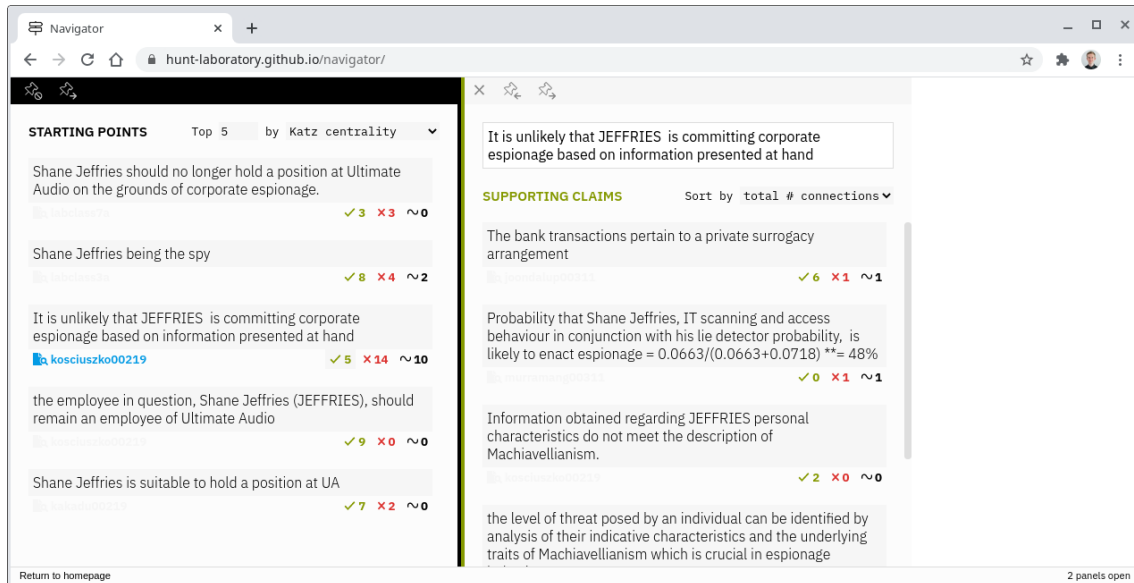 Navigator
hunt-laboratory.github.io/navigator/
STARTING POINTS Top 5 by Katz centrality
Shane Jeffries should no longer hold a position at Ultimate
Audio on the grounds of corporate espionage.
3 3 0
Shane Jeffries being the spy
8 4 2
It is unlikely that JEFFRIES is committing corporate
espionage based on information presented at hand
kosciuszko00219 5 14 10
the employee in question, Shane Jeffries (JEFFRIES), should
remain an employee of Ultimate Audio
kosciuszko00219 9 0 0
Shane Jeffries is suitable to hold a position at UA
7 2 0
It is unlikely that JEFFRIES is committing corporate
espionage based on information presented at hand
SUPPORTING CLAIMS Sort by total # connections
The bank transactions pertain to a private surrogacy
arrangement
6 1 1
Probability that Shane Jeffries, IT scanning and access
behaviour in conjunction with his lie detector probability, is
likely to enact espionage = 0.0663/(0.0663+0.0718) **= 48%
0 1 1
Information obtained regarding JEFFRIES personal
characteristics do not meet the description of
Machiavellianism.
kosciuszko00219 2 0 0
the level of threat posed by an individual can be identified by
analysis of their indicative characteristics and the underlying
traits of Machiavellianism which is crucial in espionage
Return to homepage
2 panels open